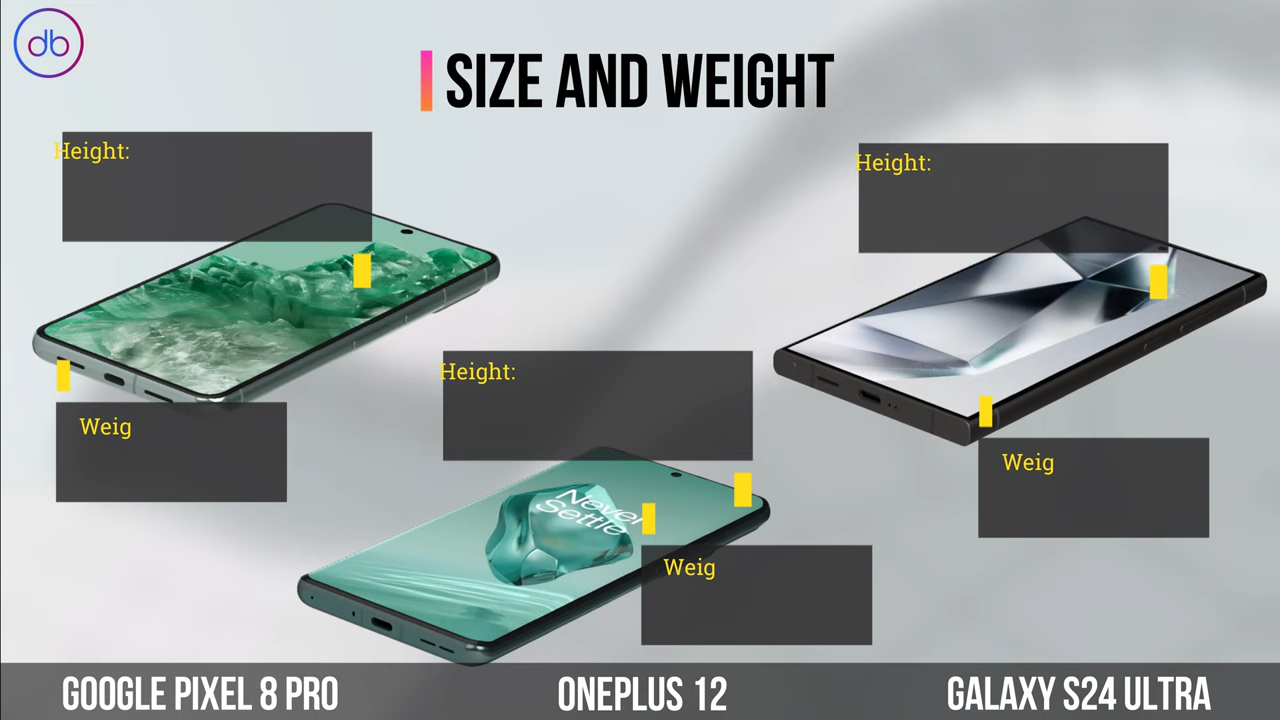 db
SIZE AND WEIGHT
Height:
Height:
Weig
Height:
Weig
Never
Settle
Weig
GOOGLE PIXEL 8 PRO
ONEPLUS 12
GALAXY S24 ULTRA